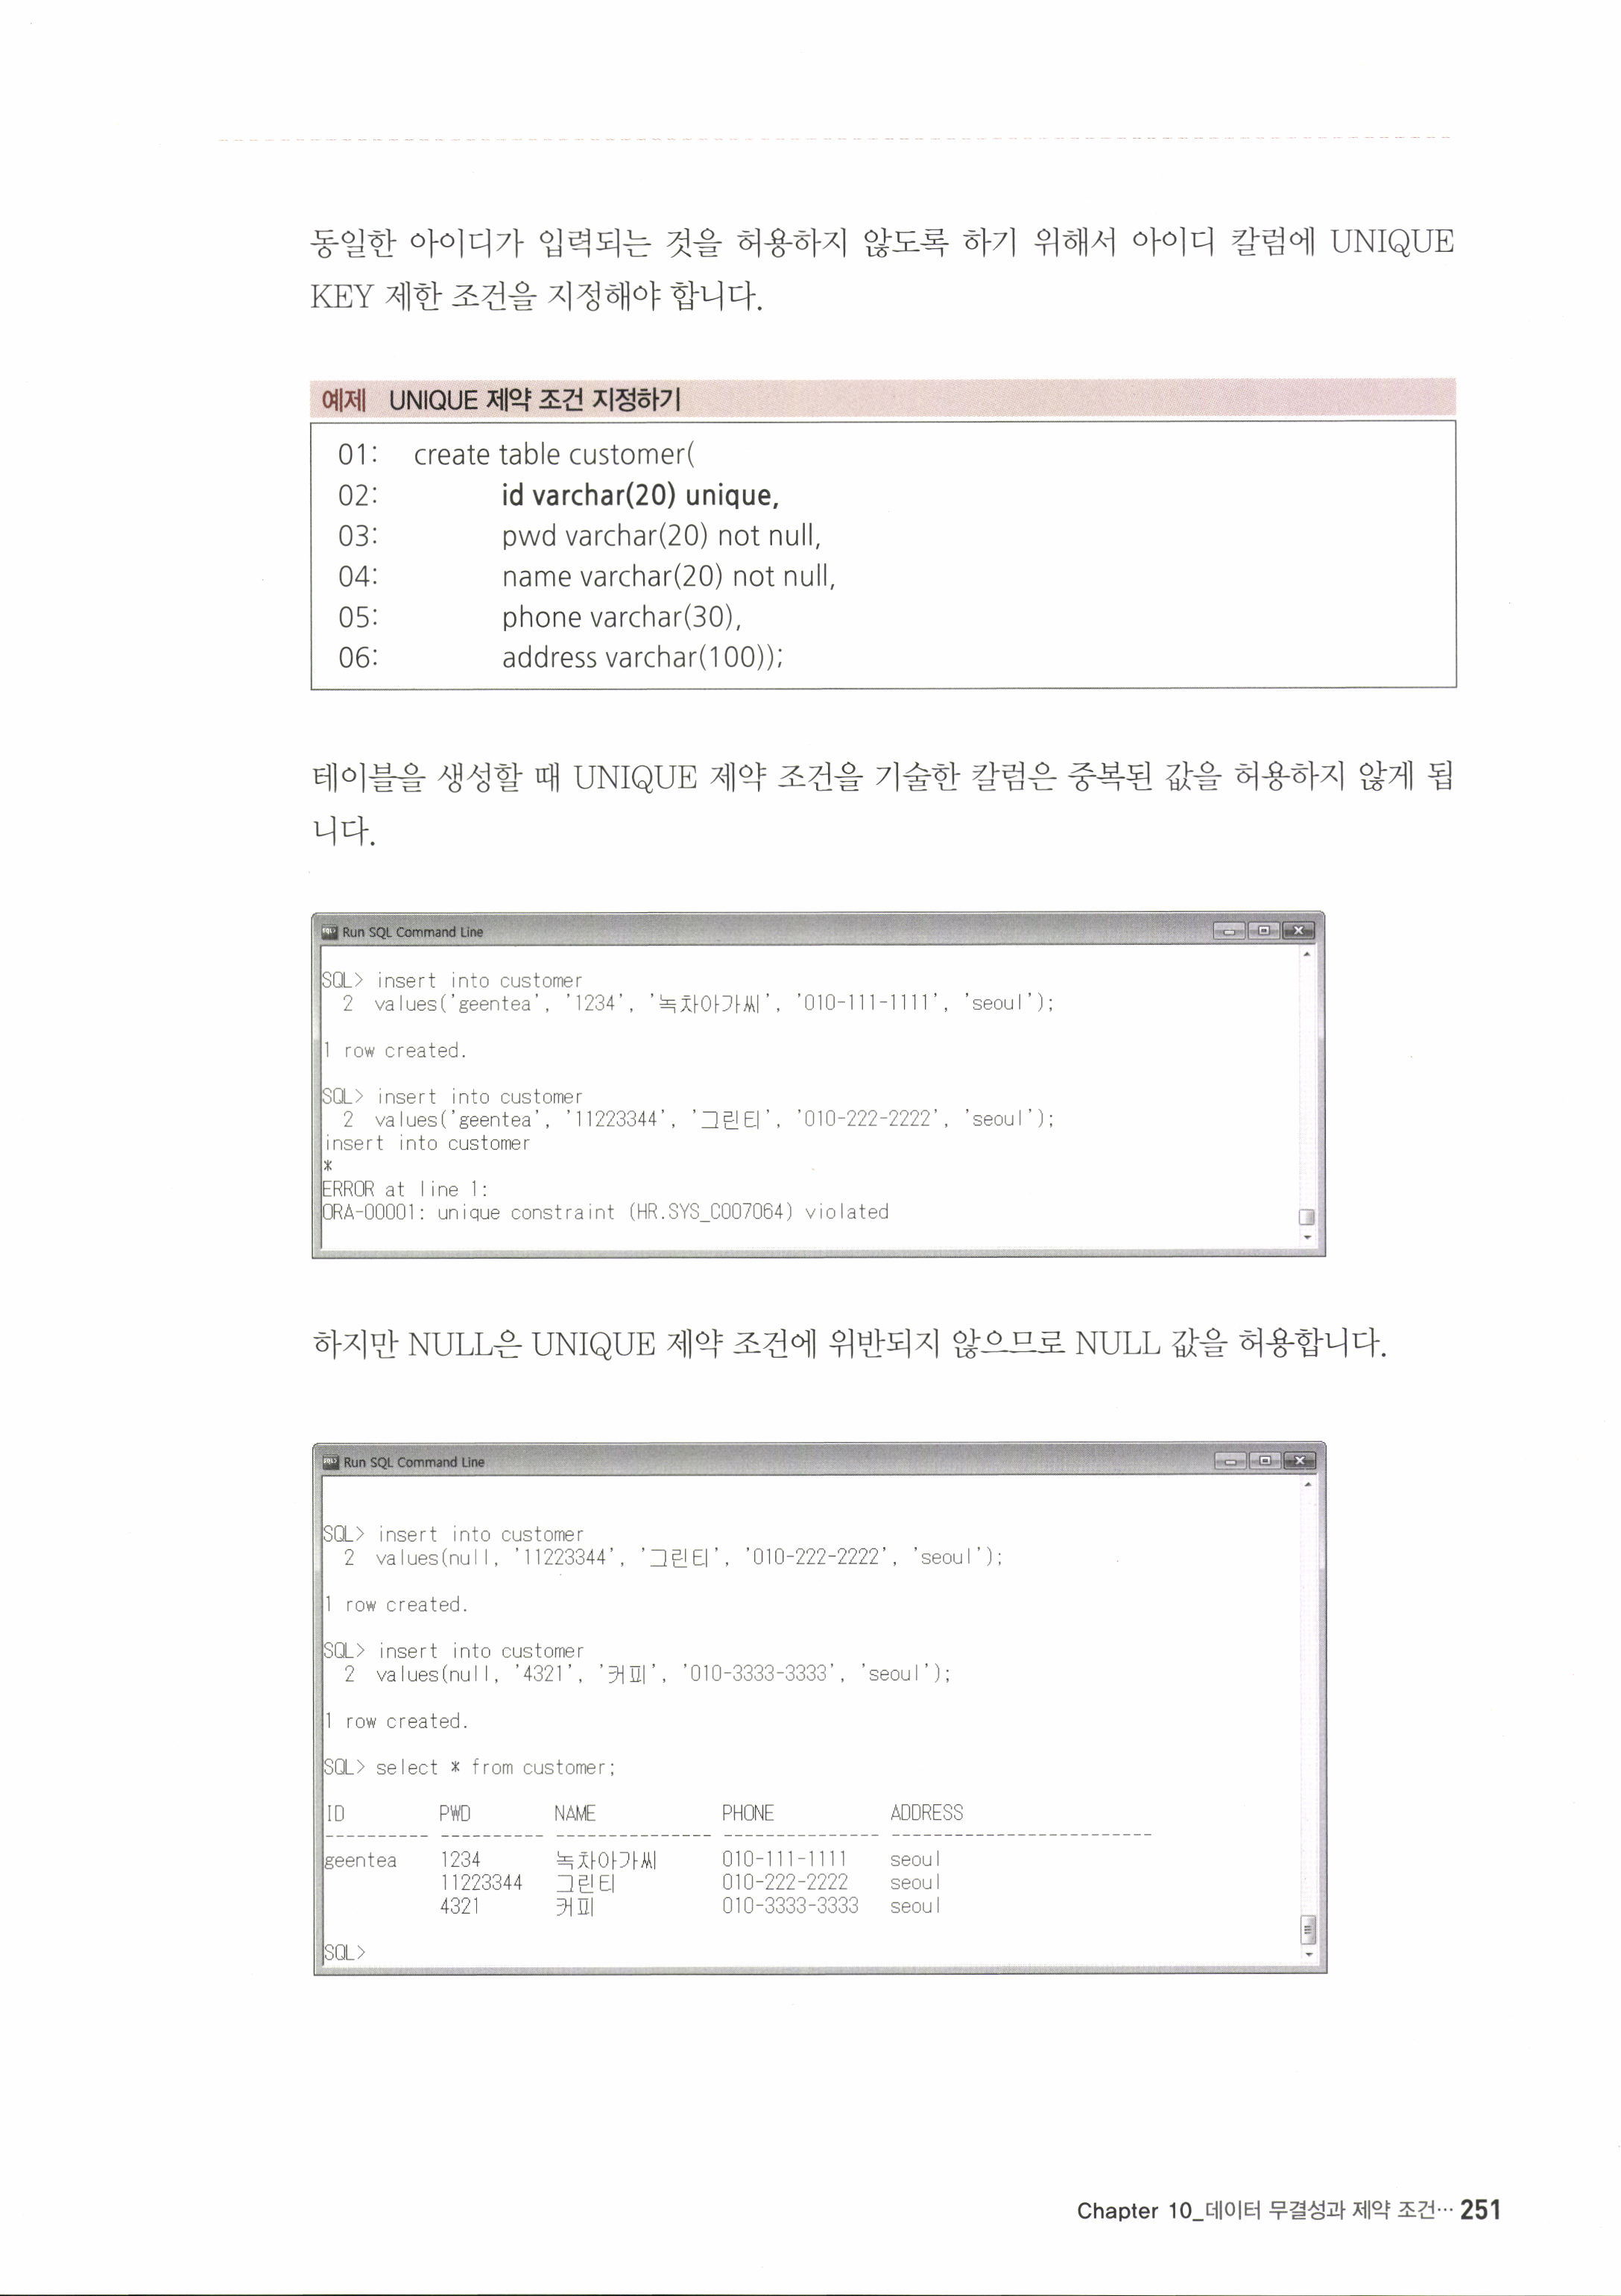 동일한 아이디가 입력되는 것을 허용하지 않도록 하기 위해서 아이디 칼럼에 UNIQUE
KEY 제한 조건을 지정해야 합니다.
예제 UNIQUE 제약 조건 지정하기
01: create table customer(
02: id varchar(20) unique,
03: pwd varchar(20) not null,
04: name varchar(20) not null,
05: phone varchar(30),
06: address varchar(100));
테이블을 생성할 때 UNIQUE 제약 조건을 기술한 칼럼은 중복된 값을 허용하지 않게 됩
니다.
Run SQL Command Line
SQL> insert into customer
2 values('geentea', '1234', '녹차아가씨', '010-111-1111', 'seoul');
1 row created.
SQL> insert into customer
2 values('geentea', '11223344', '그린티', '010-222-2222', 'seoul');
insert into customer
*
ERROR at line 1:
ORA-00001: unique constraint (HR.SYS_C007064) violated
하지만 NULL은 UNIQUE 제약 조건에 위반되지 않으므로 NULL 값을 허용합니다.
Run SQL Command Line
SQL> insert into customer
2 values(null, '11223344', '그린티', '010-222-2222', 'seoul');
1 row created.
SQL> insert into customer
2 values(null, '4321', '커피', '010-3333-3333', 'seoul');
1 row created.
SQL> select * from customer;
ID PWD NAME PHONE ADDRESS
---------- ---------- --------------- --------------- -------------------------
geentea 1234 녹차아가씨 010-111-1111 seoul
11223344 그린티 010-222-2222 seoul
4321 커피 010-3333-3333 seoul
SQL>
Chapter 10_데이터 무결성과 제약 조건… 251